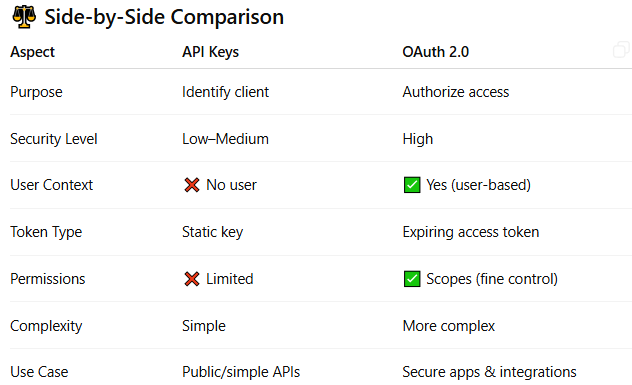 ⚖️ Side-by-Side Comparison
Aspect API Keys OAuth 2.0
Purpose Identify client Authorize access
Security Level Low–Medium High
User Context ❌ No user ✅ Yes (user-based)
Token Type Static key Expiring access token
Permissions ❌ Limited ✅ Scopes (fine control)
Complexity Simple More complex
Use Case Public/simple APIs Secure apps & integrations